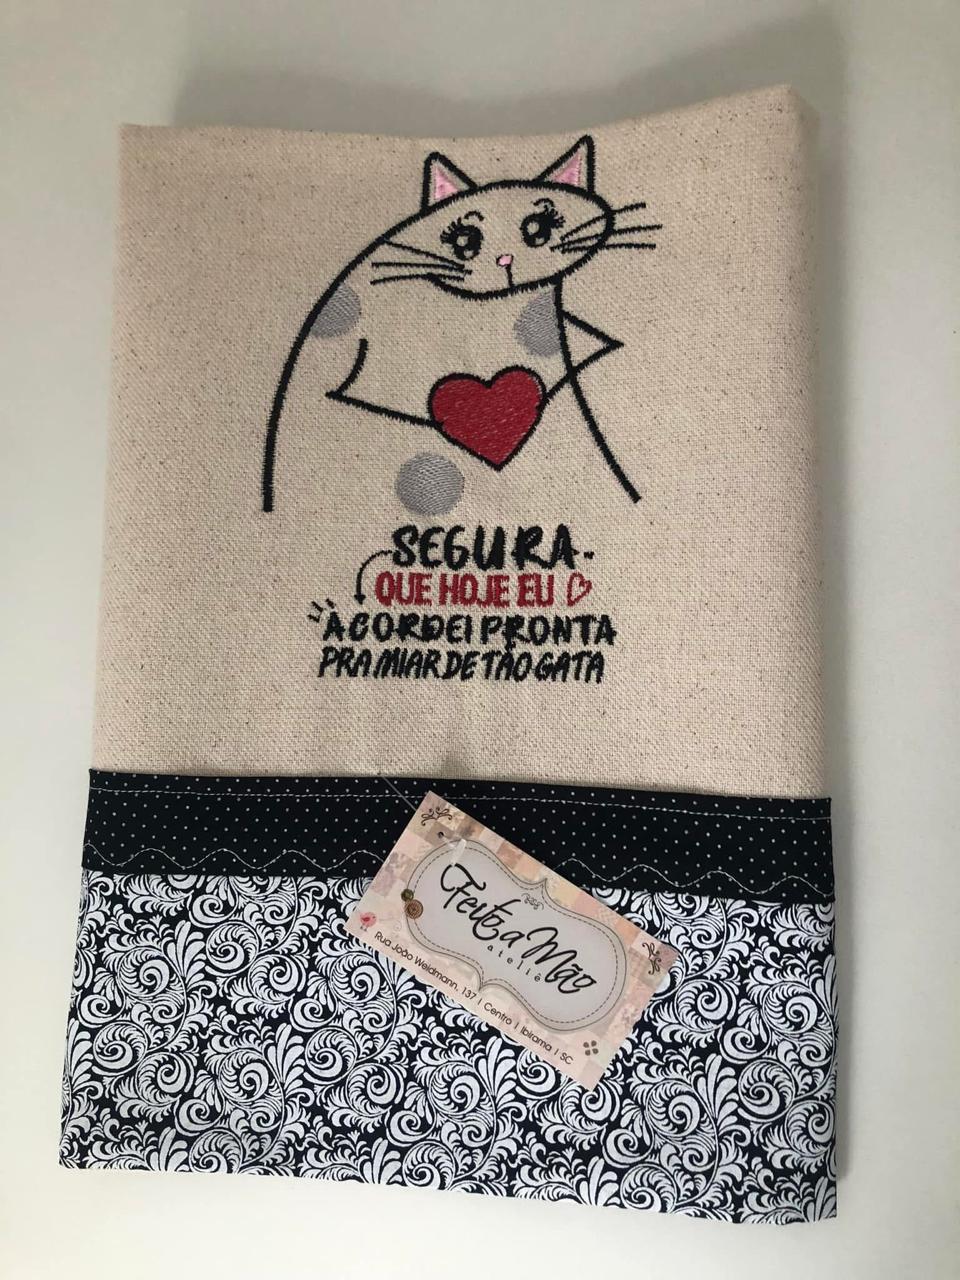 SEGURA.
QUE HOJE EU
ACORDEI PRONTA
PRA MIAR DE TÃO GATA
Feito a Mão
ateliê
Rua João Weidmann, 137 | Centro | Ibirama | SC